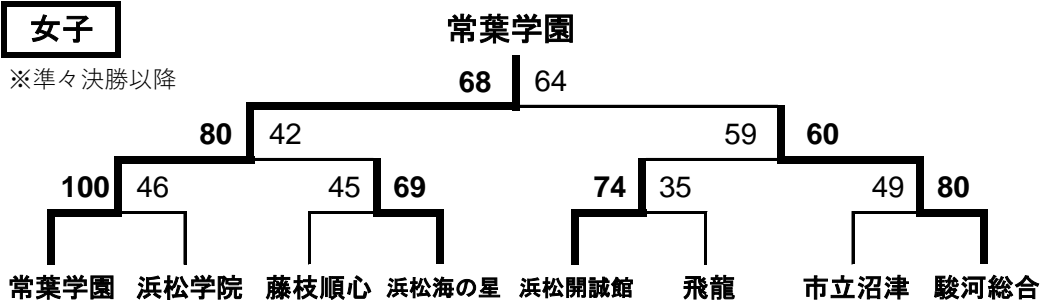 女子
常葉学園
※準々決勝以降
68 64
80 42 59 60
100 46 45 69 74 35 49 80
常葉学園 浜松学院 藤枝順心 浜松海の星 浜松開誠館 飛龍 市立沼津 駿河総合